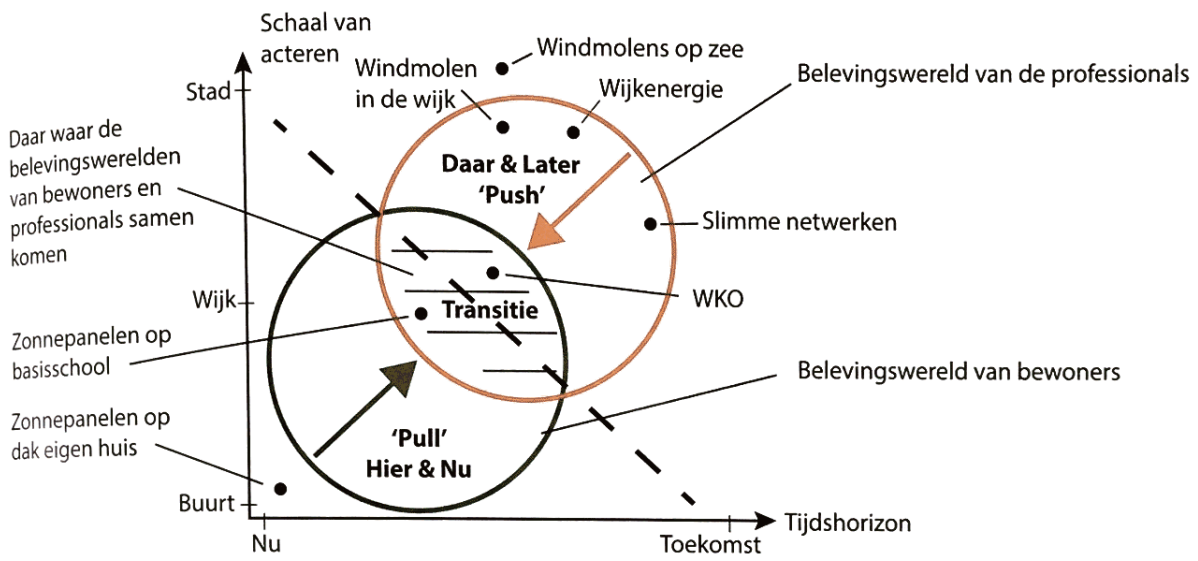 Schaal van
acteren
Stad
Wijk
Buurt
Nu
Toekomst
Tijdshorizon
Windmolens op zee
Windmolen
in de wijk
Wijkenergie
Belevingswereld van de professionals
Daar waar de
belevingswerelden
van bewoners en
professionals samen
komen
Daar & Later
‘Push’
Slimme netwerken
WKO
Transitie
Zonnepanelen op
basisschool
Belevingswereld van bewoners
Zonnepanelen op
dak eigen huis
‘Pull’
Hier & Nu